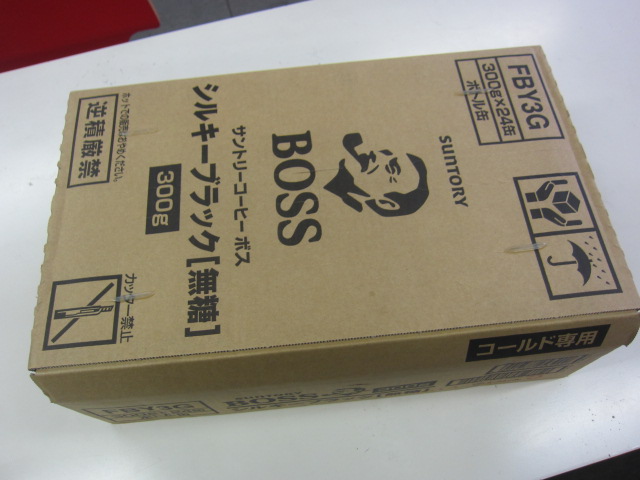 FBY3G
300g×24缶
ボトル缶
SUNTORY
BOSS
サントリーコーヒー ボス
シルキーブラック[無糖]
300g
逆積厳禁
カッター禁止
コールド専用